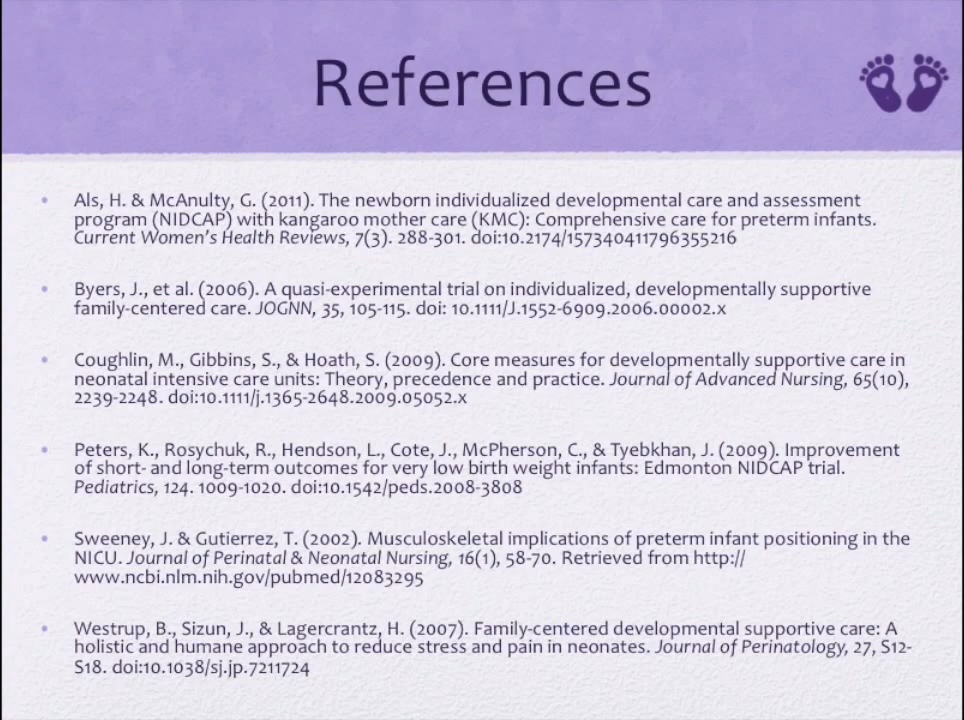 References
• Als, H. & McAnulty, G. (2011). The newborn individualized developmental care and assessment
program (NIDCAP) with kangaroo mother care (KMC): Comprehensive care for preterm infants.
Current Women's Health Reviews, 7(3). 288-301. doi:10.2174/157340411796355216
• Byers, J., et al. (2006). A quasi-experimental trial on individualized, developmentally supportive
family-centered care. JOGNN, 35, 105-115. doi: 10.1111/J.1552-6909.2006.00002.x
• Coughlin, M., Gibbins, S., & Hoath, S. (2009). Core measures for developmentally supportive care in
neonatal intensive care units: Theory, precedence and practice. Journal of Advanced Nursing, 65(10),
2239-2248. doi:10.1111/j.1365-2648.2009.05052.x
• Peters, K., Rosychuk, R., Hendson, L., Cote, J., McPherson, C., & Tyebkhan, J. (2009). Improvement
of short- and long-term outcomes for very low birth weight infants: Edmonton NIDCAP trial.
Pediatrics, 124. 1009-1020. doi:10.1542/peds.2008-3808
• Sweeney, J. & Gutierrez, T. (2002). Musculoskeletal implications of preterm infant positioning in the
NICU. Journal of Perinatal & Neonatal Nursing, 16(1), 58-70. Retrieved from http://
www.ncbi.nlm.nih.gov/pubmed/12083295
• Westrup, B., Sizun, J., & Lagercrantz, H. (2007). Family-centered developmental supportive care: A
holistic and humane approach to reduce stress and pain in neonates. Journal of Perinatology, 27, S12-
S18. doi:10.1038/sj.jp.7211724